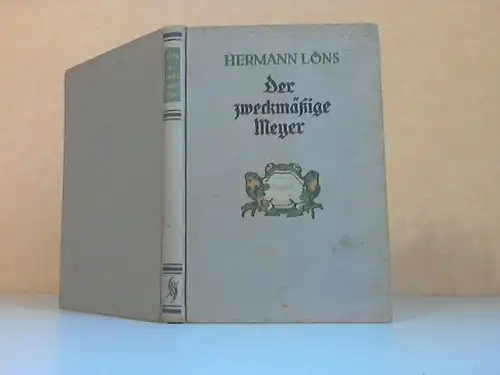 HERMANN LÖNS
Der
zweckmäßige
Meyer